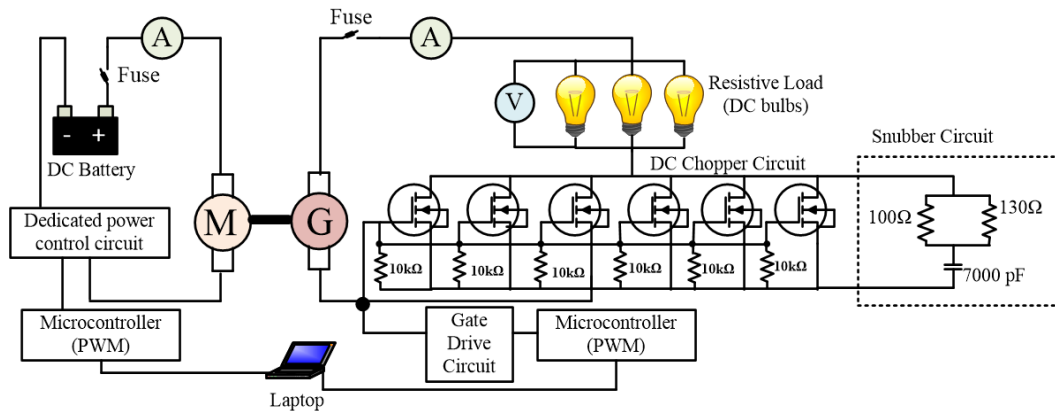 Fuse
A
A
Fuse
V
Resistive Load
(DC bulbs)
- +
DC Battery
Snubber Circuit
DC Chopper Circuit
Dedicated power
control circuit
M
G
100Ω
130Ω
10kΩ
10kΩ
10kΩ
10kΩ
10kΩ
10kΩ
7000 pF
Microcontroller
(PWM)
Gate
Drive
Circuit
Microcontroller
(PWM)
Laptop